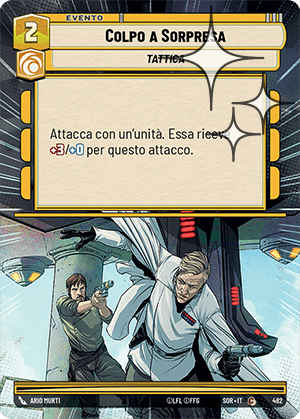 2
EVENTO
COLPO A SORPRESA
TATTICA
Attacca con un'unità. Essa
+3/+0 per questo attacco.
ARIO MURTI
©LFL ©FFG
SOR • IT C 482